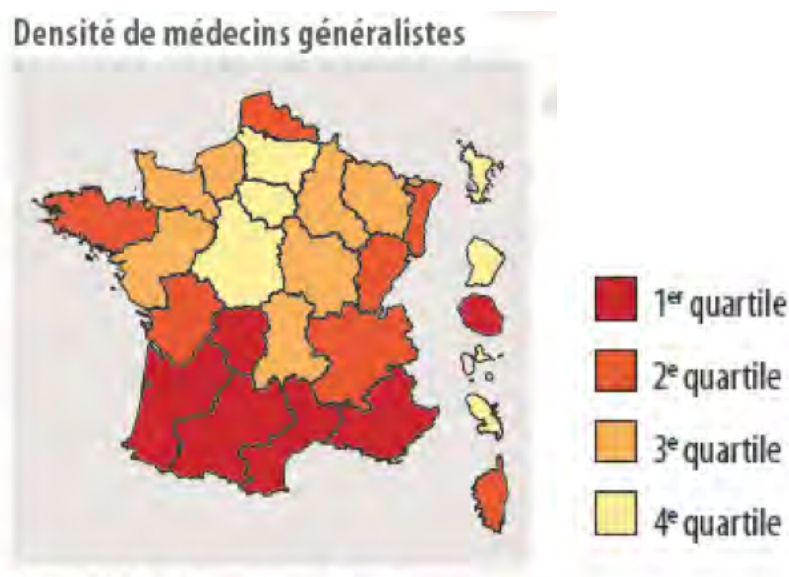 Densité de médecins généralistes
1er quartile
2e quartile
3e quartile
4e quartile